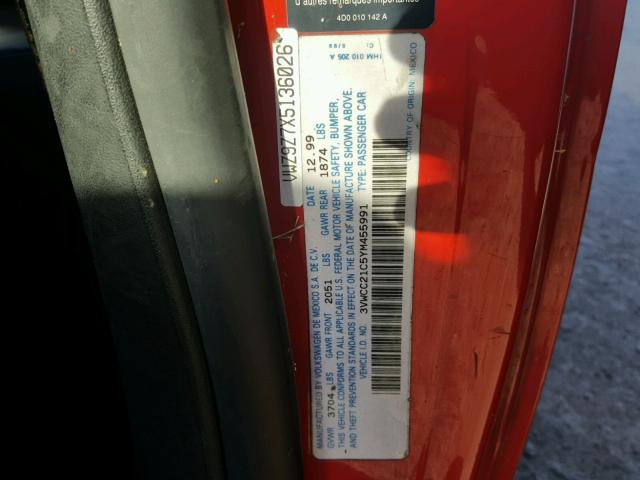 d'autres remarques importantes
4D0 010 142 A
VWZ9Z7X5136026*
MANUFACTURED BY VOLKSWAGEN DE MEXICO S.A. DE C.V. DATE 12.99
GVWR 3704 LBS GAWR FRONT 2051 LBS GAWR REAR 1874 LBS
THIS VEHICLE CONFORMS TO ALL APPLICABLE U.S. FEDERAL MOTOR VEHICLE SAFETY, BUMPER,
AND THEFT PREVENTION STANDARDS IN EFFECT ON THE DATE OF MANUFACTURE SHOWN ABOVE.
VEHICLE I.D. NO. 3VWCC21C5YM455991 TYPE: PASSENGER CAR
COUNTRY OF ORIGIN: MEXICO
1HM 010 205 A